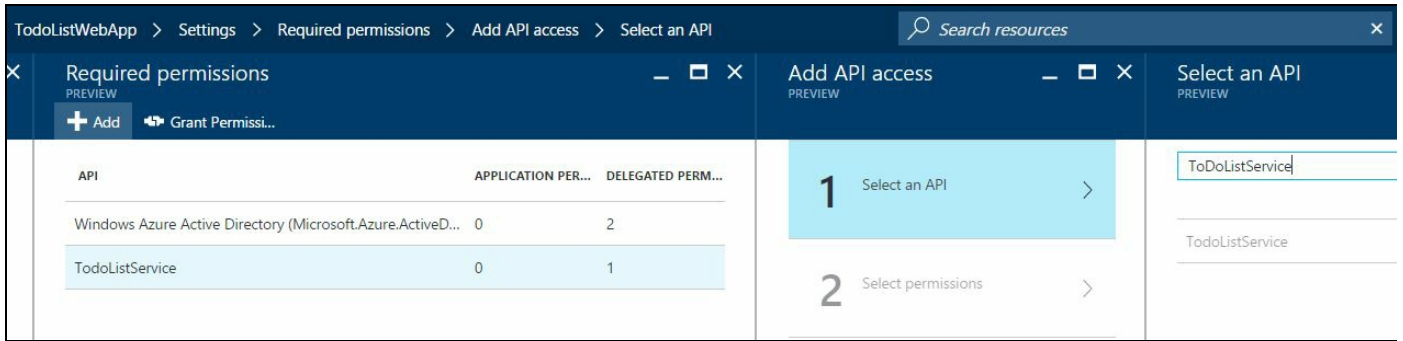 TodoListWebApp > Settings > Required permissions > Add API access > Select an API
Search resources
Required permissions
PREVIEW
Add
Grant Permissi...
API APPLICATION PER... DELEGATED PERM...
Windows Azure Active Directory (Microsoft.Azure.ActiveD... 0 2
TodoListService 0 1
Add API access
PREVIEW
1 Select an API
2 Select permissions
Select an API
PREVIEW
ToDoListService
TodoListService